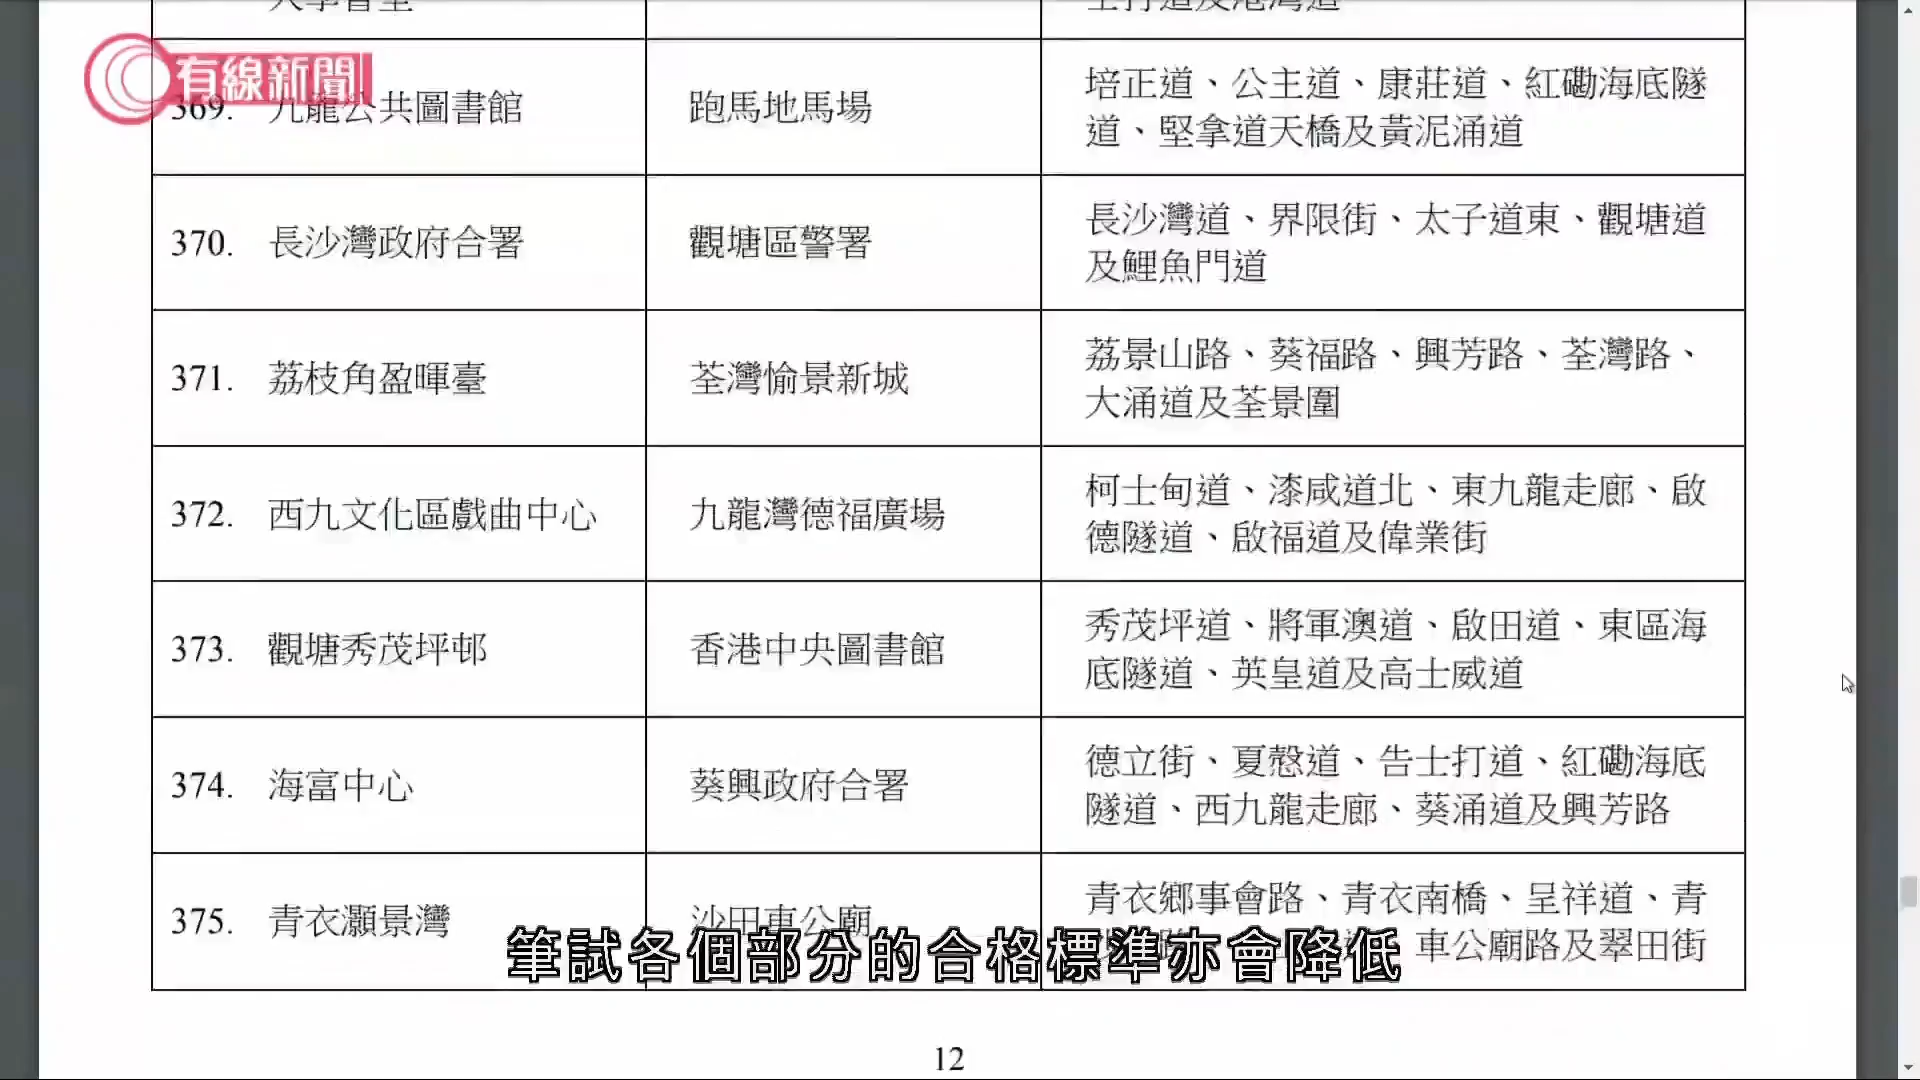 有線新聞
369. 九龍公共圖書館 跑馬地馬場 培正道、公主道、康莊道、紅磡海底隧
道、堅拿道天橋及黃泥涌道
370. 長沙灣政府合署 觀塘區警署 長沙灣道、界限街、太子道東、觀塘道
及鯉魚門道
371. 荔枝角盈暉臺 荃灣愉景新城 荔景山路、葵福路、興芳路、荃灣路、
大涌道及荃景圍
372. 西九文化區戲曲中心 九龍灣德福廣場 柯士甸道、漆咸道北、東九龍走廊、啟
德隧道、啟福道及偉業街
373. 觀塘秀茂坪邨 香港中央圖書館 秀茂坪道、將軍澳道、啟田道、東區海
底隧道、英皇道及高士威道
374. 海富中心 葵興政府合署 德立街、夏慤道、告士打道、紅磡海底
隧道、西九龍走廊、葵涌道及興芳路
375. 青衣灝景灣 沙田車公廟 青衣鄉事會路、青衣南橋、呈祥道、青
車公廟路及翠田街
筆試各個部分的合格標準亦會降低
12